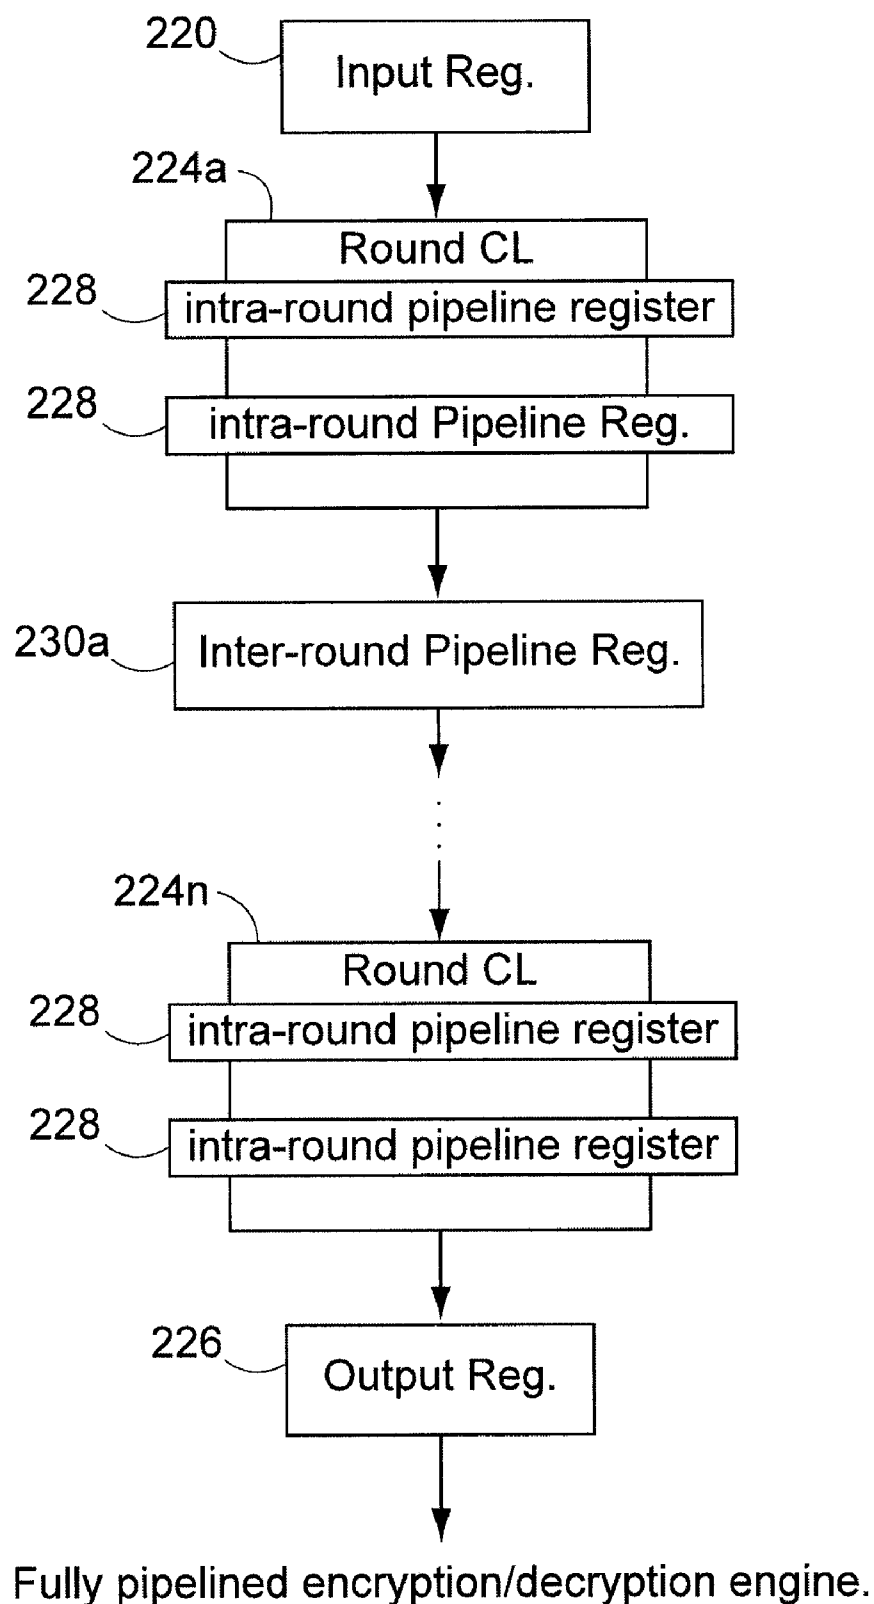 220
Input Reg.
224a
Round CL
228
intra-round pipeline register
228
intra-round Pipeline Reg.
230a
Inter-round Pipeline Reg.
224n
Round CL
228
intra-round pipeline register
228
intra-round pipeline register
226
Output Reg.
Fully pipelined encryption/decryption engine.